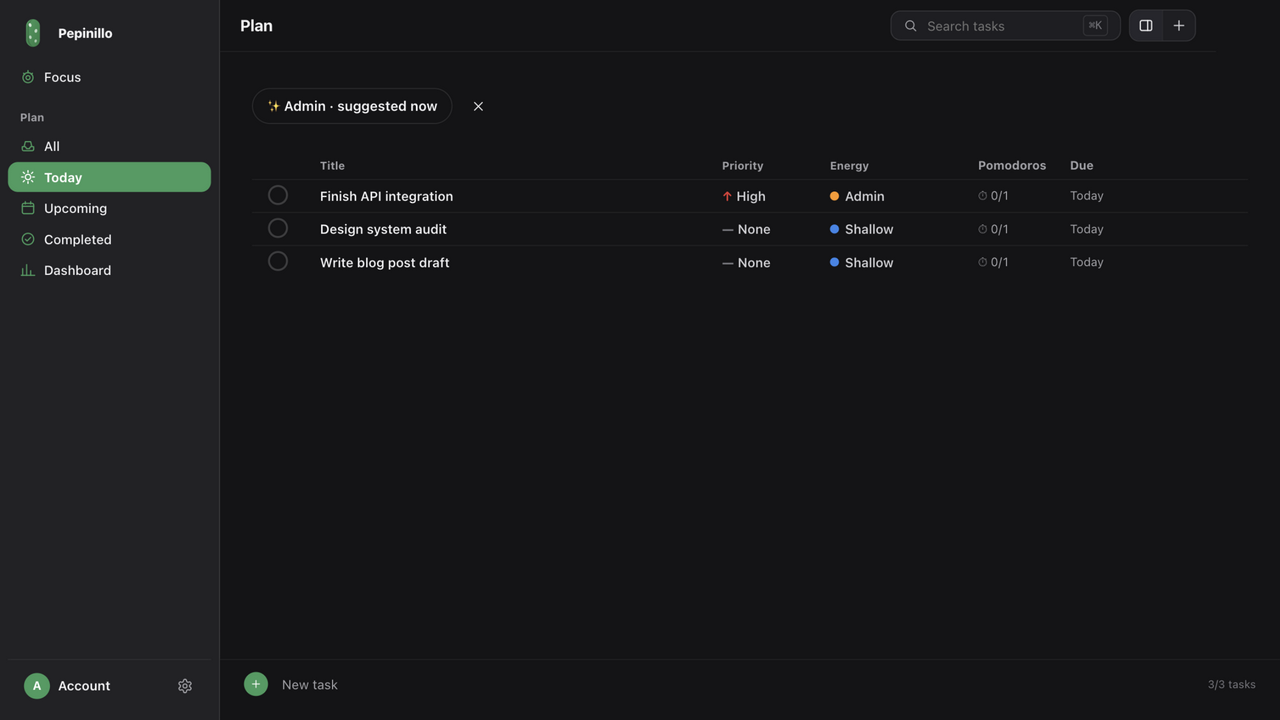 Pepinillo
Focus
Plan
All
Today
Upcoming
Completed
Dashboard
A Account
Plan
Search tasks ⌘K
✨ Admin · suggested now
Title Priority Energy Pomodoros Due
Finish API integration ↑ High Admin 0/1 Today
Design system audit — None Shallow 0/1 Today
Write blog post draft — None Shallow 0/1 Today
New task
3/3 tasks